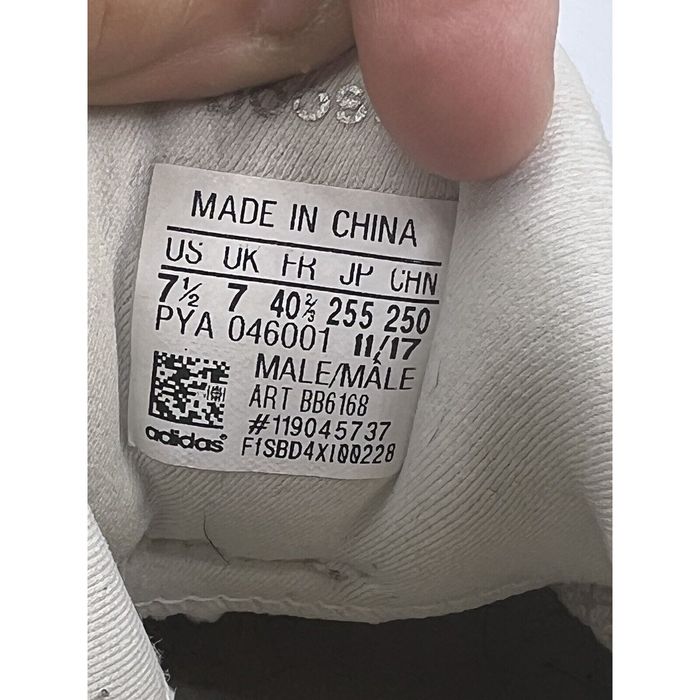 MADE IN CHINA
US UK FR JP CHN
7½ 7 40⅔ 255 250
PYA 046001 11/17
MALE/MÂLE
ART BB6168
#119045737
adidas®